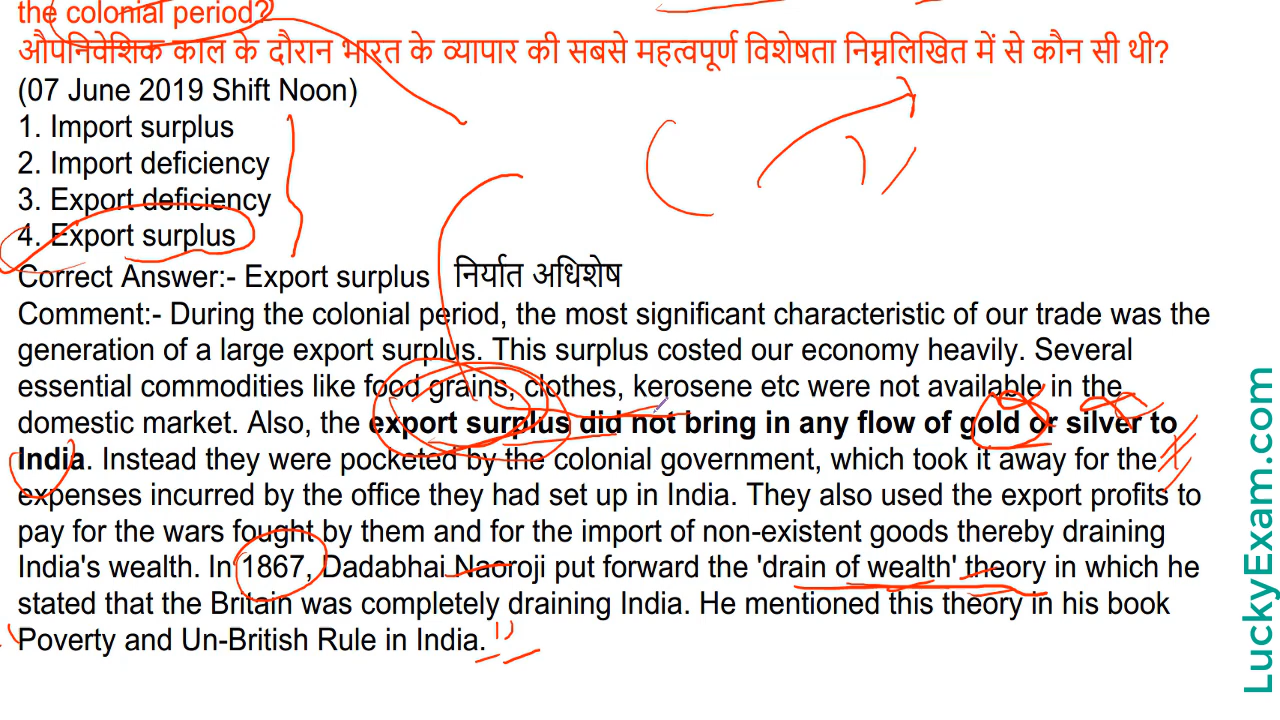 the colonial period?
औपनिवेशिक काल के दौरान भारत के व्यापार की सबसे महत्वपूर्ण विशेषता निम्नलिखित में से कौन सी थी?
(07 June 2019 Shift Noon)
1. Import surplus
2. Import deficiency
3. Export deficiency
4. Export surplus
Correct Answer:- Export surplus निर्यात अधिशेष
Comment:- During the colonial period, the most significant characteristic of our trade was the
generation of a large export surplus. This surplus costed our economy heavily. Several
essential commodities like food grains, clothes, kerosene etc were not available in the
domestic market. Also, the export surplus did not bring in any flow of gold or silver to
India. Instead they were pocketed by the colonial government, which took it away for the
expenses incurred by the office they had set up in India. They also used the export profits to
pay for the wars fought by them and for the import of non-existent goods thereby draining
India's wealth. In 1867, Dadabhai Naoroji put forward the 'drain of wealth' theory in which he
stated that the Britain was completely draining India. He mentioned this theory in his book
Poverty and Un-British Rule in India.
LuckyExam.com